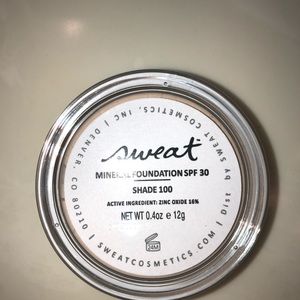 sweat
MINERAL FOUNDATION SPF 30
SHADE 100
ACTIVE INGREDIENT: ZINC OXIDE 16%
NET WT 0.4oz e 12g
24M
| SWEATCOSMETICS.COM | Dist by SWEAT COSMETICS, INC | DENVER, CO 80210